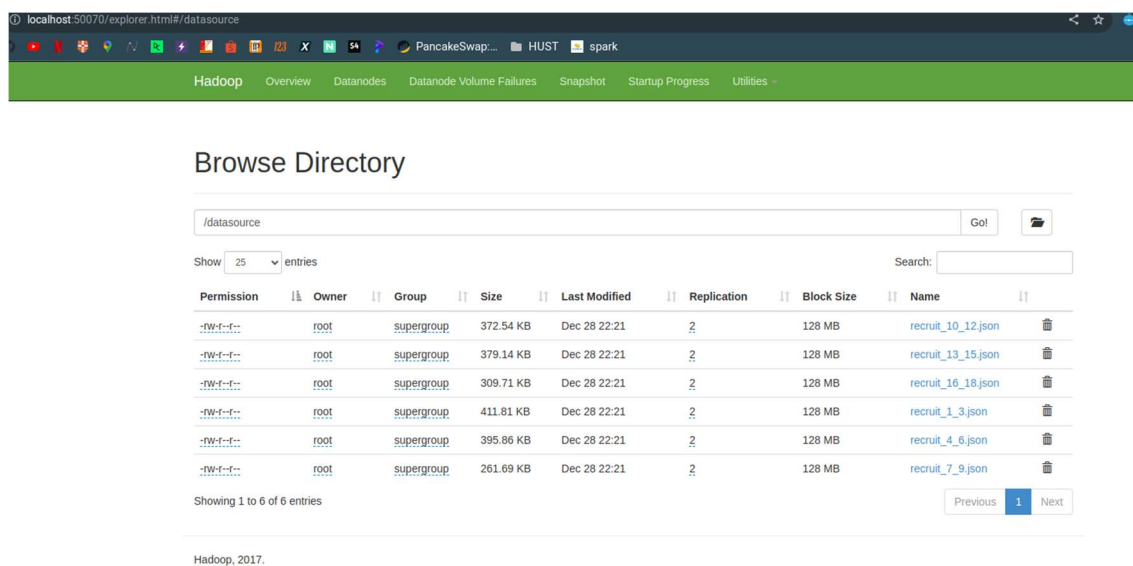 localhost:50070/explorer.html#/datasource
123 X N S4 PancakeSwap:... HUST spark
Hadoop Overview Datanodes Datanode Volume Failures Snapshot Startup Progress Utilities
Browse Directory
/datasource Go!
Show 25 entries Search:
Permission Owner Group Size Last Modified Replication Block Size Name
-rw-r--r-- root supergroup 372.54 KB Dec 28 22:21 2 128 MB recruit_10_12.json
-rw-r--r-- root supergroup 379.14 KB Dec 28 22:21 2 128 MB recruit_13_15.json
-rw-r--r-- root supergroup 309.71 KB Dec 28 22:21 2 128 MB recruit_16_18.json
-rw-r--r-- root supergroup 411.81 KB Dec 28 22:21 2 128 MB recruit_1_3.json
-rw-r--r-- root supergroup 395.86 KB Dec 28 22:21 2 128 MB recruit_4_6.json
-rw-r--r-- root supergroup 261.69 KB Dec 28 22:21 2 128 MB recruit_7_9.json
Showing 1 to 6 of 6 entries Previous 1 Next
Hadoop, 2017.